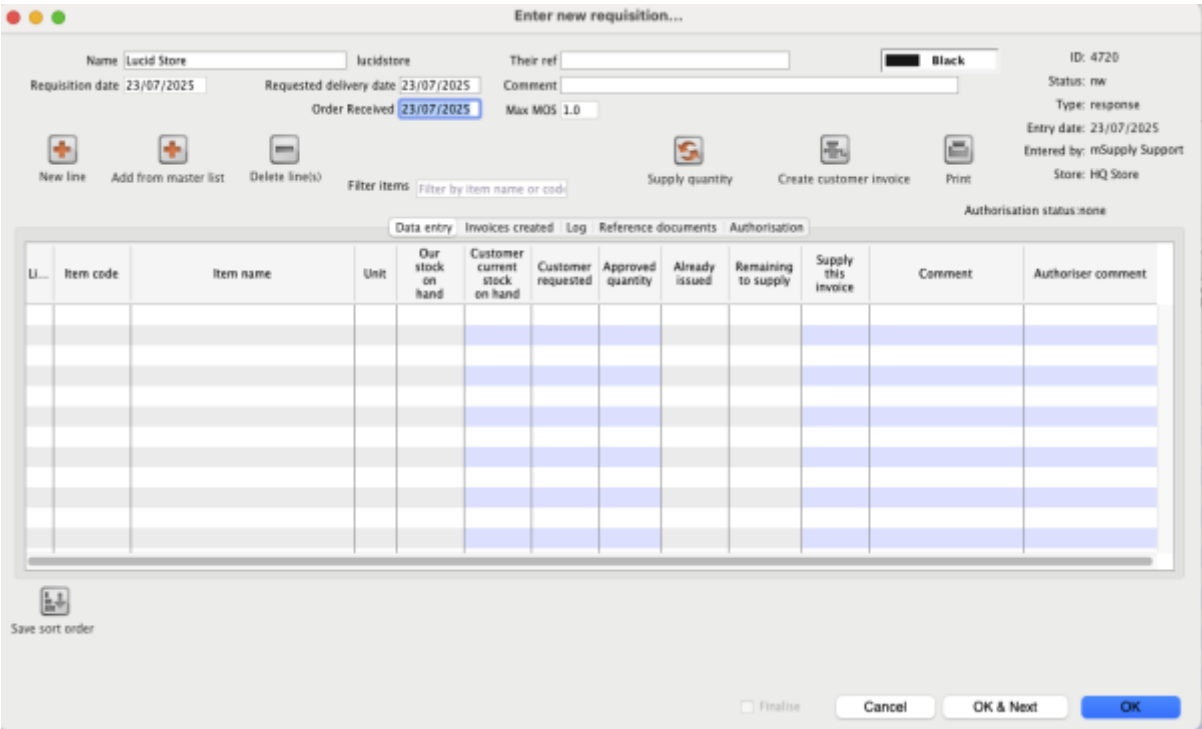 Enter new requisition...
Name Lucid Store lucidstore Their ref Black ID: 4720
Requisition date 23/07/2025 Requested delivery date 23/07/2025 Comment Status: nw
Order Received 23/07/2025 Max MOS 1.0 Type: response
Entry date: 23/07/2025
Entered by: mSupply Support
Store: HQ Store
New line Add from master list Delete line(s) Filter items Filter by item name or code Supply quantity Create customer invoice Print
Authorisation status:none
Data entry Invoices created Log Reference documents Authorisation
Li... Item code Item name Unit Our stock on hand Customer current stock on hand Customer requested Approved quantity Already issued Remaining to supply Supply this invoice Comment Authoriser comment
Save sort order
Finalise Cancel OK & Next OK